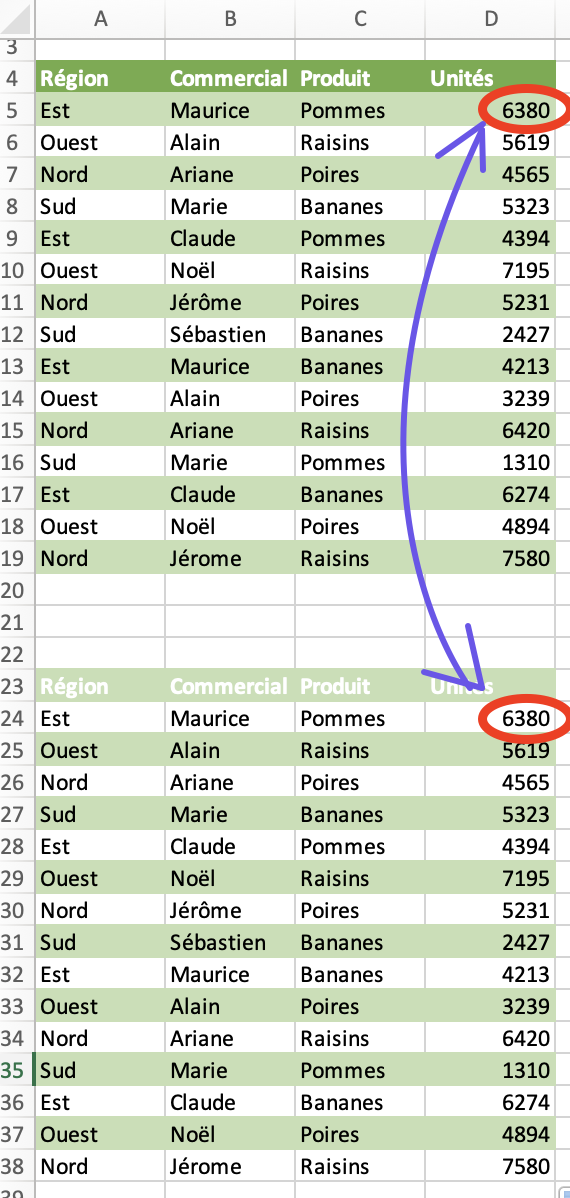 A B C D
3
4 Région Commercial Produit Unités
5 Est Maurice Pommes 6380
6 Ouest Alain Raisins 5619
7 Nord Ariane Poires 4565
8 Sud Marie Bananes 5323
9 Est Claude Pommes 4394
10 Ouest Noël Raisins 7195
11 Nord Jérôme Poires 5231
12 Sud Sébastien Bananes 2427
13 Est Maurice Bananes 4213
14 Ouest Alain Poires 3239
15 Nord Ariane Raisins 6420
16 Sud Marie Pommes 1310
17 Est Claude Bananes 6274
18 Ouest Noël Poires 4894
19 Nord Jérome Raisins 7580
20
21
22
23 Région Commercial Produit Unités
24 Est Maurice Pommes 6380
25 Ouest Alain Raisins 5619
26 Nord Ariane Poires 4565
27 Sud Marie Bananes 5323
28 Est Claude Pommes 4394
29 Ouest Noël Raisins 7195
30 Nord Jérôme Poires 5231
31 Sud Sébastien Bananes 2427
32 Est Maurice Bananes 4213
33 Ouest Alain Poires 3239
34 Nord Ariane Raisins 6420
35 Sud Marie Pommes 1310
36 Est Claude Bananes 6274
37 Ouest Noël Poires 4894
38 Nord Jérome Raisins 7580
39